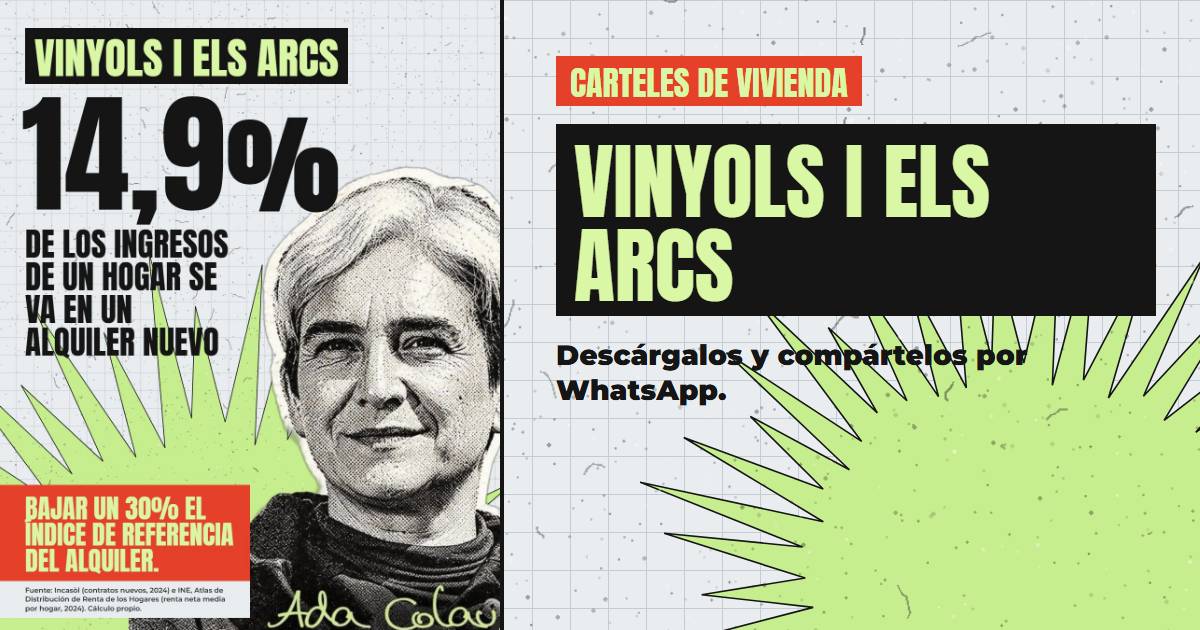 VINYOLS I ELS ARCS
14,9%
DE LOS INGRESOS
DE UN HOGAR SE
VA EN UN
ALQUILER NUEVO
BAJAR UN 30% EL
ÍNDICE DE REFERENCIA
DEL ALQUILER.
Fuente: Incasòl (contratos nuevos, 2024) e INE, Atlas de
Distribución de Renta de los Hogares (renta neta media
por hogar, 2024). Cálculo propio.
Ada Colau
CARTELES DE VIVIENDA
VINYOLS I ELS
ARCS
Descárgalos y compártelos por
WhatsApp.